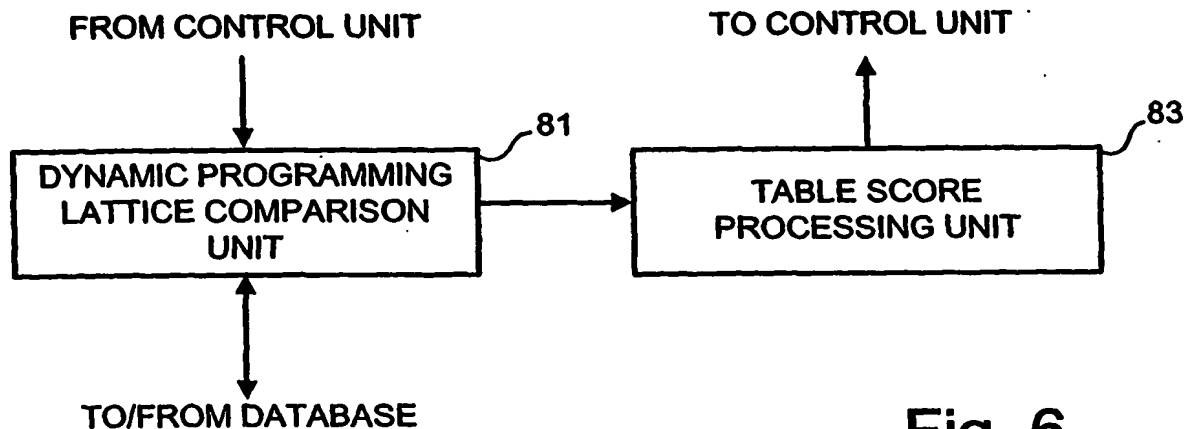 FROM CONTROL UNIT
TO CONTROL UNIT
81
83
DYNAMIC PROGRAMMING
LATTICE COMPARISON
UNIT
TABLE SCORE
PROCESSING UNIT
TO/FROM DATABASE
Fig. 6